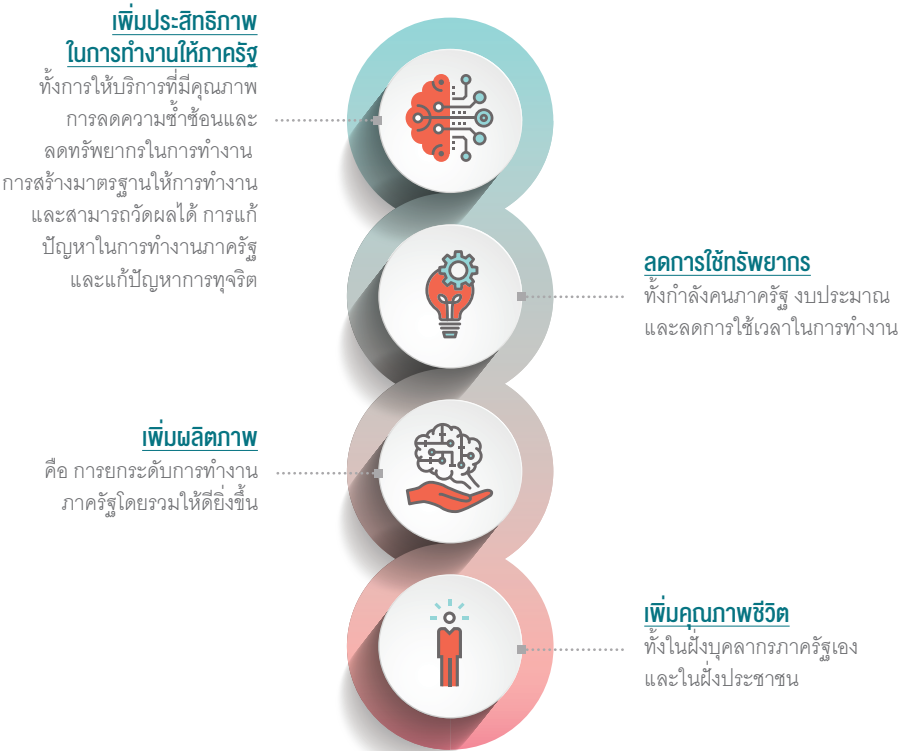 เพิ่มประสิทธิภาพ
ในการทำงานให้ภาครัฐ
ทั้งการให้บริการที่มีคุณภาพ
การลดความซ้ำซ้อนและ
ลดทรัพยากรในการทำงาน
การสร้างมาตรฐานให้การทำงาน
และสามารถวัดผลได้ การแก้
ปัญหาในการทำงานภาครัฐ
และแก้ปัญหาการทุจริต
ลดการใช้ทรัพยากร
ทั้งกำลังคนภาครัฐ งบประมาณ
และลดการใช้เวลาในการทำงาน
เพิ่มผลิตภาพ
คือ การยกระดับการทำงาน
ภาครัฐโดยรวมให้ดียิ่งขึ้น
เพิ่มคุณภาพชีวิต
ทั้งในฝั่งบุคลากรภาครัฐเอง
และในฝั่งประชาชน